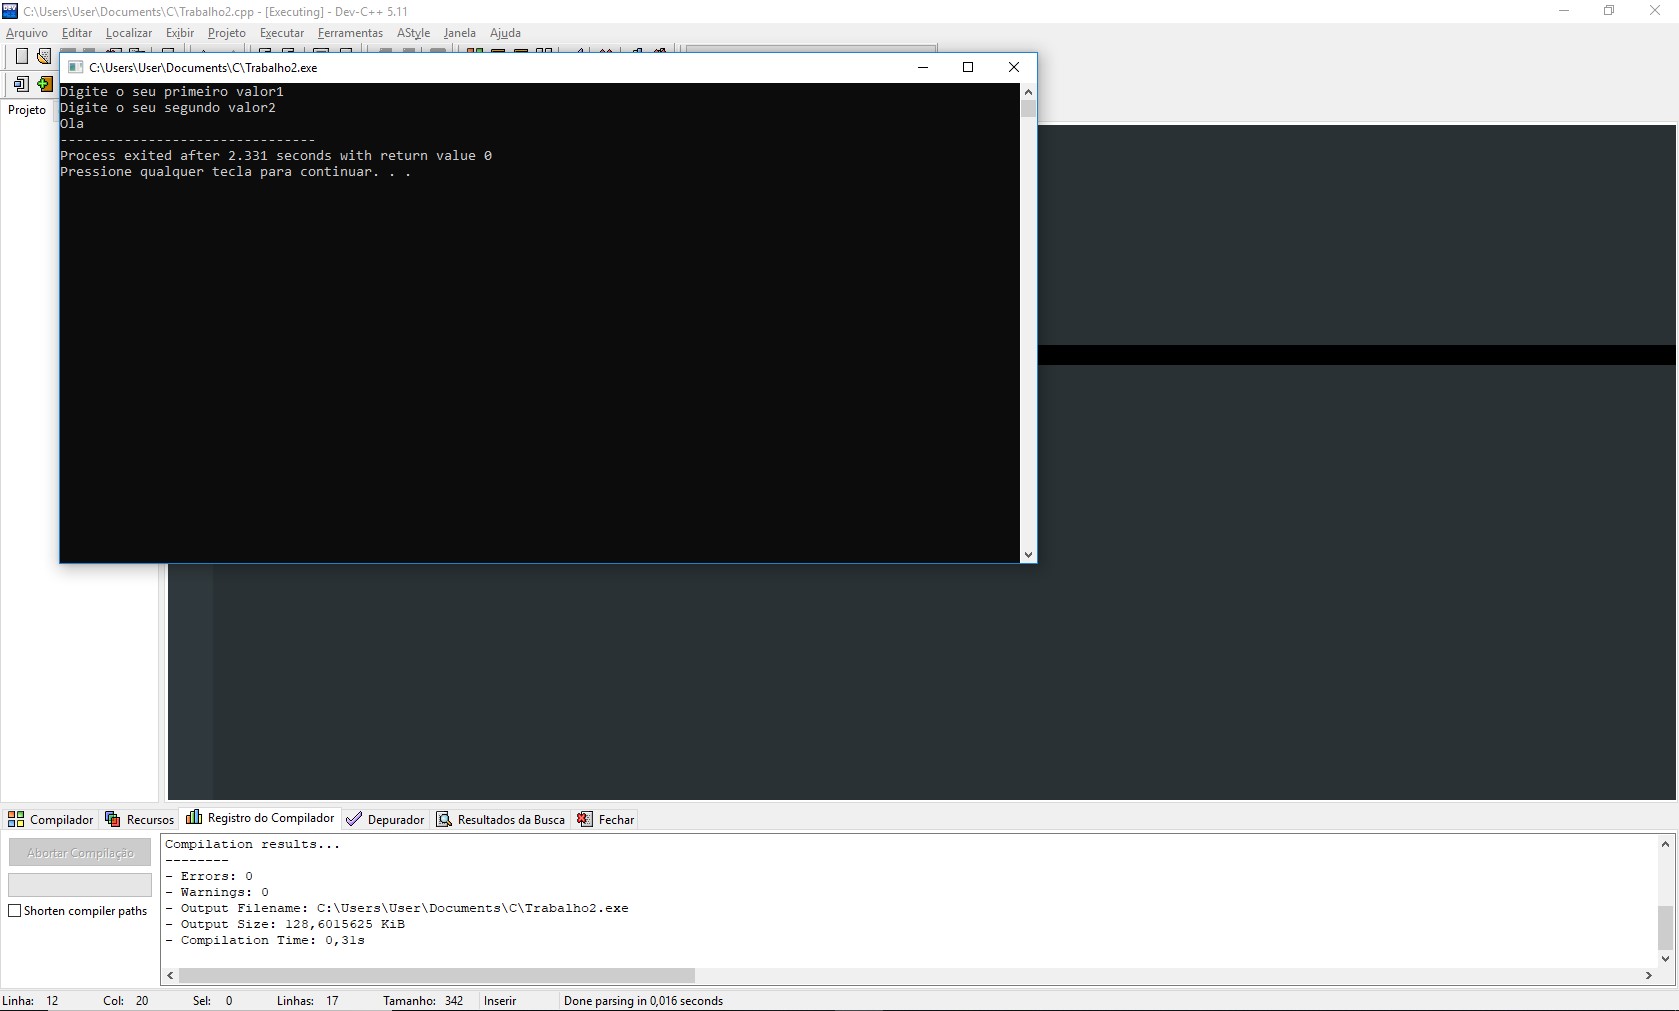 C:\Users\User\Documents\C\Trabalho2.cpp - [Executing] - Dev-C++ 5.11
Arquivo Editar Localizar Exibir Projeto Executar Ferramentas AStyle Janela Ajuda
C:\Users\User\Documents\C\Trabalho2.exe
Projeto
Digite o seu primeiro valor1
Digite o seu segundo valor2
Ola
--------------------------------
Process exited after 2.331 seconds with return value 0
Pressione qualquer tecla para continuar. . .
Compilador Recursos Registro do Compilador Depurador Resultados da Busca Fechar
Abortar Compilação
Shorten compiler paths
Compilation results...
--------
- Errors: 0
- Warnings: 0
- Output Filename: C:\Users\User\Documents\C\Trabalho2.exe
- Output Size: 128,6015625 KiB
- Compilation Time: 0,31s
Linha: 12 Col: 20 Sel: 0 Linhas: 17 Tamanho: 342 Inserir Done parsing in 0,016 seconds